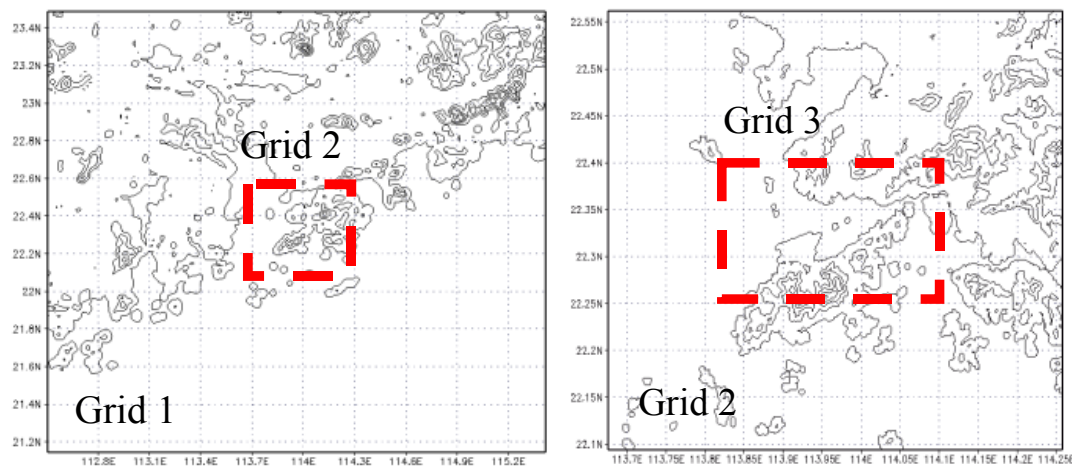 23.4N
23.2N
23N
22.8N
22.6N
22.4N
22.2N
22N
21.8N
21.6N
21.4N
21.2N
112.8E 113.1E 113.4E 113.7E 114E 114.3E 114.6E 114.9E 115.2E
Grid 2
Grid 1
22.55N
22.5N
22.45N
22.4N
22.35N
22.3N
22.25N
22.2N
22.15N
22.1N
113.7E 113.75E 113.8E 113.85E 113.9E 113.95E 114E 114.05E 114.1E 114.15E 114.2E 114.25E
Grid 3
Grid 2